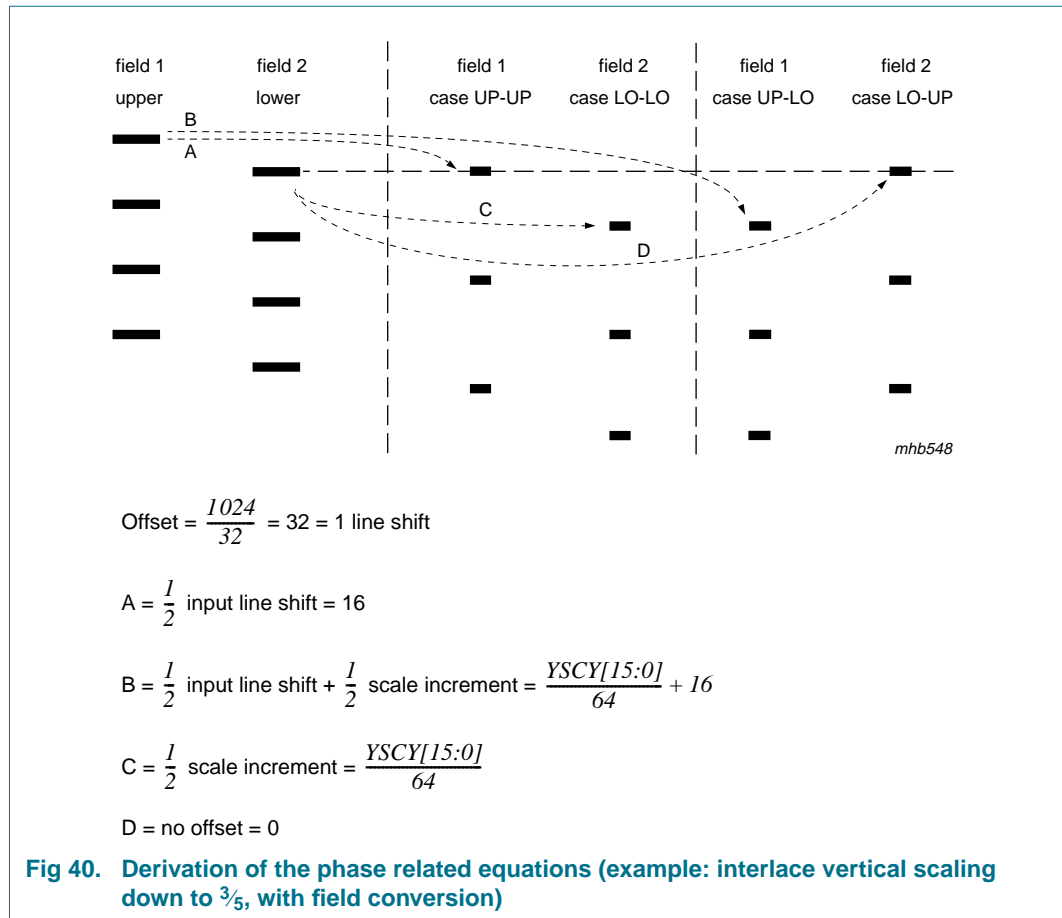 field 1 field 2 field 1 field 2 field 1 field 2
upper lower case UP-UP case LO-LO case UP-LO case LO-UP
B
A
C
D
mhb548
Offset = 1024/32 = 32 = 1 line shift
A = 1/2 input line shift = 16
B = 1/2 input line shift + 1/2 scale increment = YSCY[15:0]/64 + 16
C = 1/2 scale increment = YSCY[15:0]/64
D = no offset = 0
Fig 40. Derivation of the phase related equations (example: interlace vertical scaling
down to 3⁄5, with field conversion)